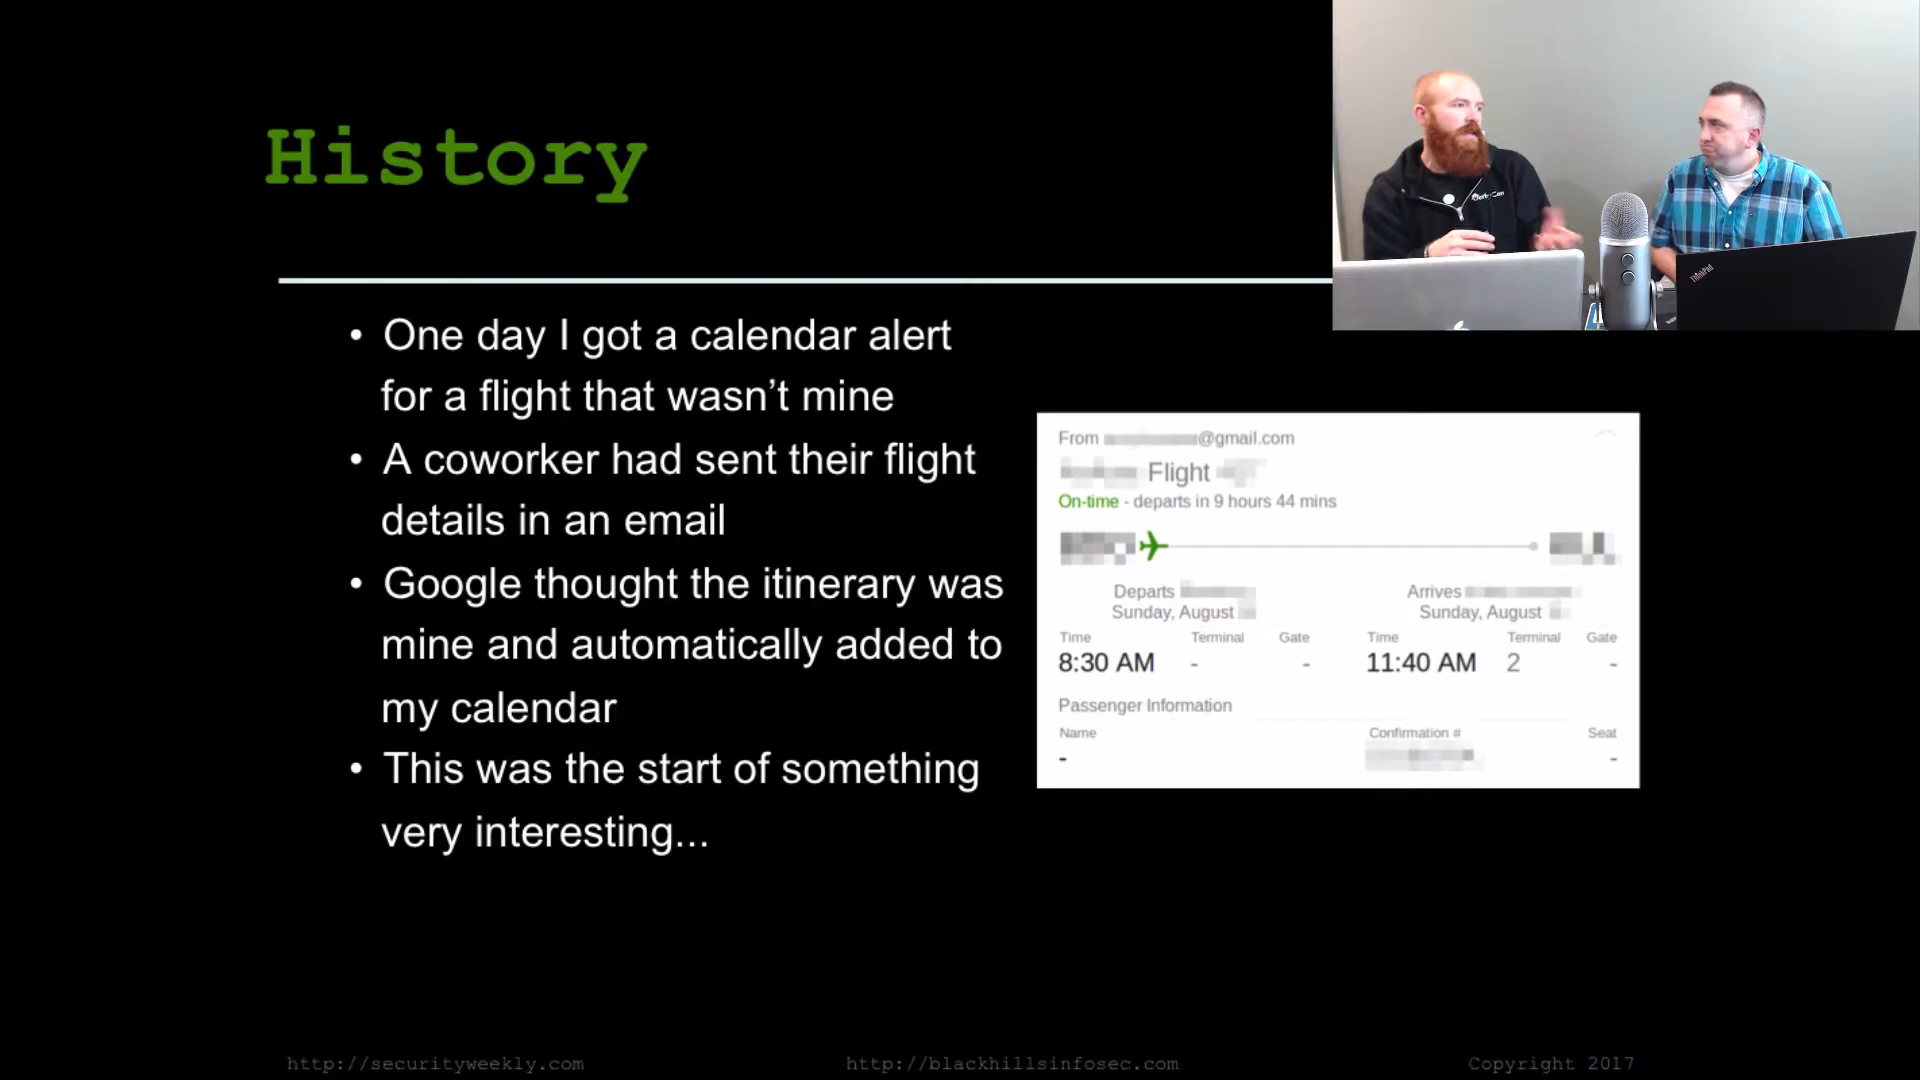 History
• One day I got a calendar alert
for a flight that wasn’t mine
• A coworker had sent their flight
details in an email
• Google thought the itinerary was
mine and automatically added to
my calendar
• This was the start of something
very interesting...
From @gmail.com
Flight
On-time - departs in 9 hours 44 mins
Departs
Sunday, August
Arrives
Sunday, August
Time Terminal Gate
8:30 AM - -
Time Terminal Gate
11:40 AM 2 -
Passenger Information
Name Confirmation # Seat
- -
ThinkPad
http://securityweekly.com
http://blackhillsinfosec.com
Copyright 2017